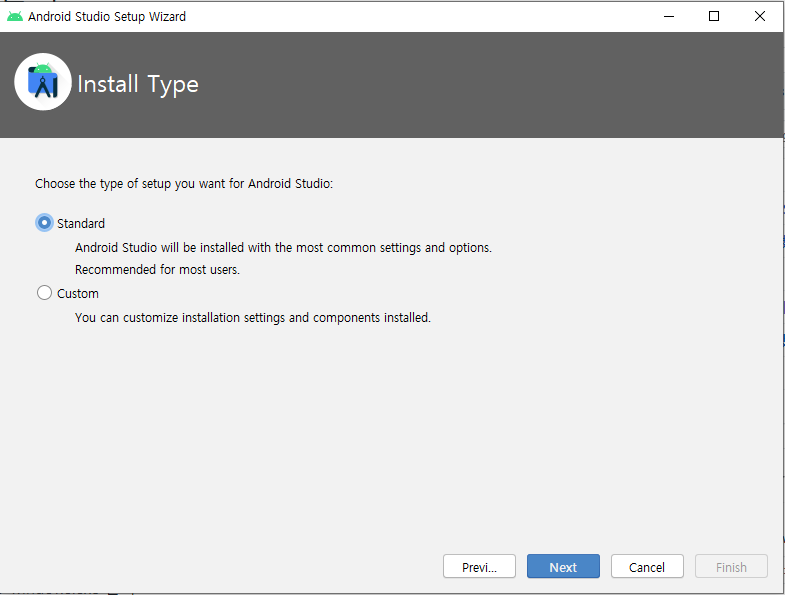 Android Studio Setup Wizard
Install Type
Choose the type of setup you want for Android Studio:
Standard
Android Studio will be installed with the most common settings and options.
Recommended for most users.
Custom
You can customize installation settings and components installed.
Previ... Next Cancel Finish